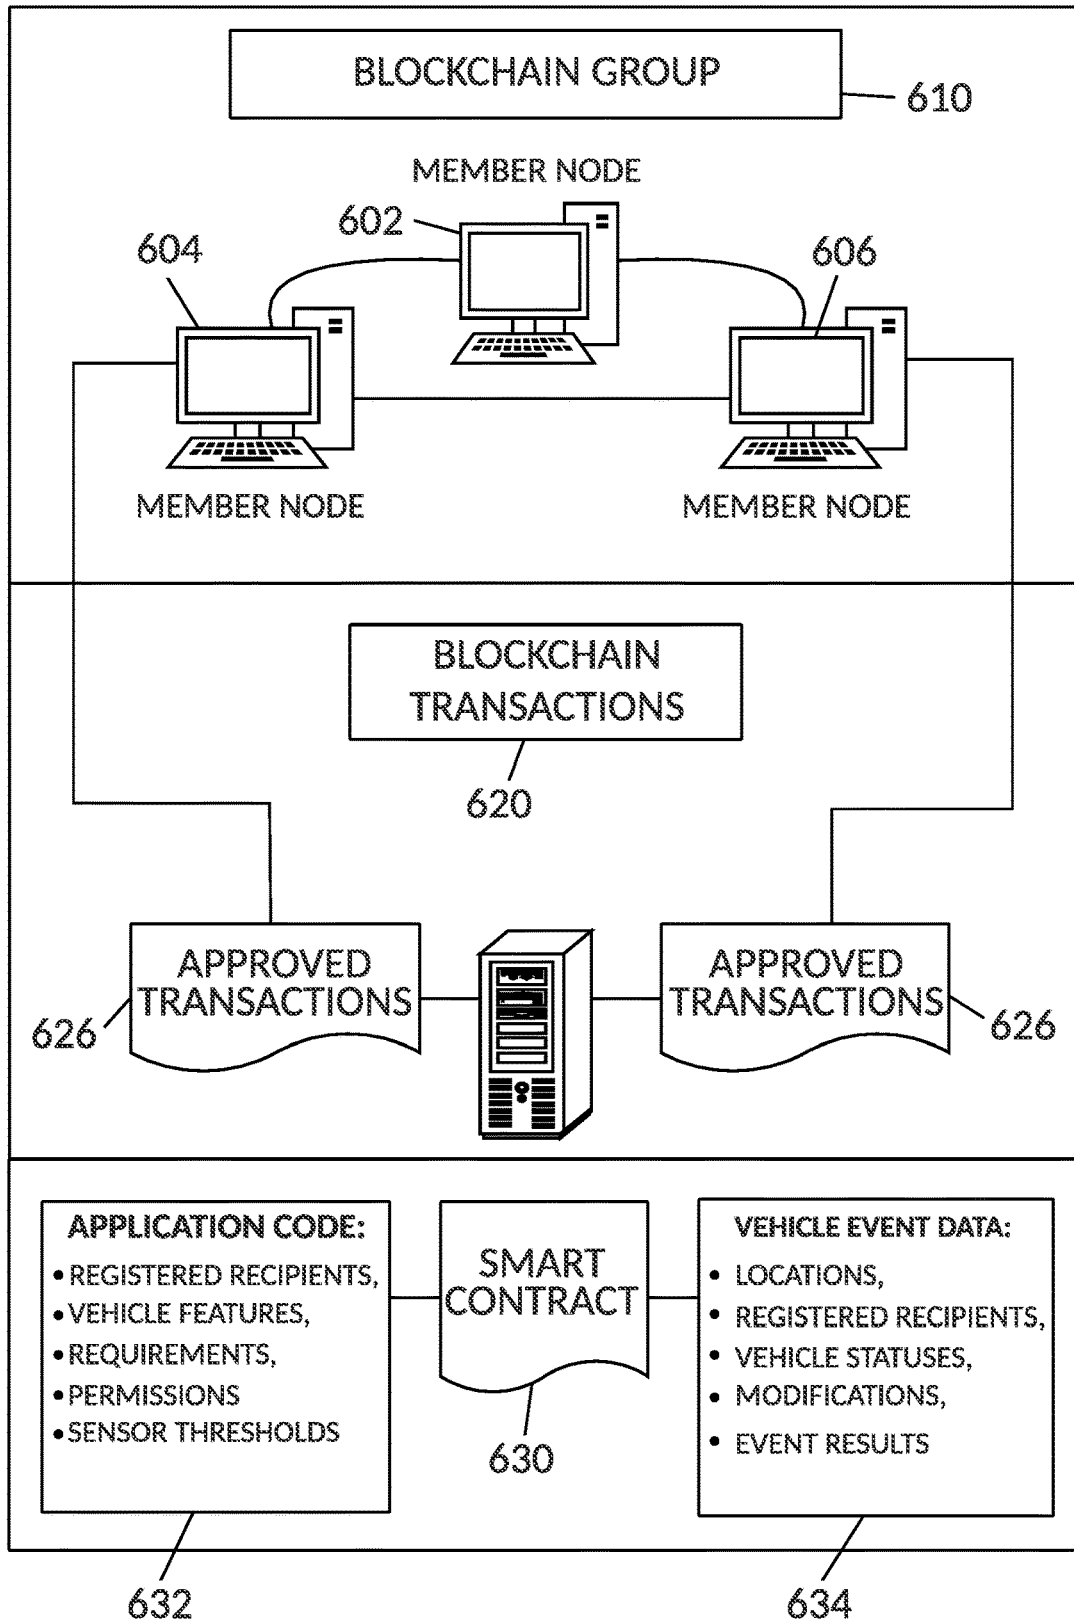 BLOCKCHAIN GROUP
610
MEMBER NODE
602
604
606
MEMBER NODE
MEMBER NODE
BLOCKCHAIN
TRANSACTIONS
620
APPROVED
TRANSACTIONS
626
APPROVED
TRANSACTIONS
626
APPLICATION CODE:
• REGISTERED RECIPIENTS,
• VEHICLE FEATURES,
• REQUIREMENTS,
• PERMISSIONS
• SENSOR THRESHOLDS
632
SMART
CONTRACT
630
VEHICLE EVENT DATA:
• LOCATIONS,
• REGISTERED RECIPIENTS,
• VEHICLE STATUSES,
• MODIFICATIONS,
• EVENT RESULTS
634